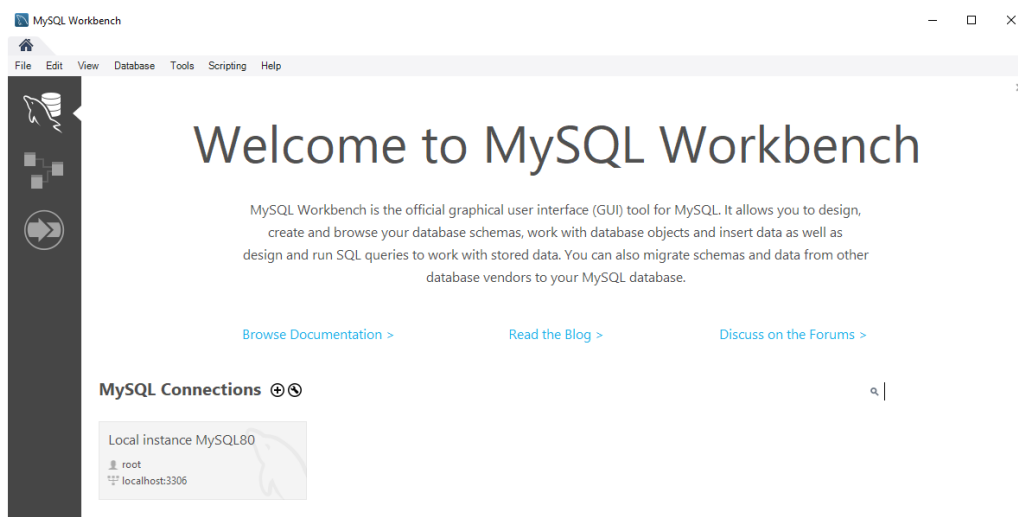 MySQL Workbench
File Edit View Database Tools Scripting Help
Welcome to MySQL Workbench
MySQL Workbench is the official graphical user interface (GUI) tool for MySQL. It allows you to design,
create and browse your database schemas, work with database objects and insert data as well as
design and run SQL queries to work with stored data. You can also migrate schemas and data from other
database vendors to your MySQL database.
Browse Documentation > Read the Blog > Discuss on the Forums >
MySQL Connections
Local instance MySQL80
root
localhost:3306